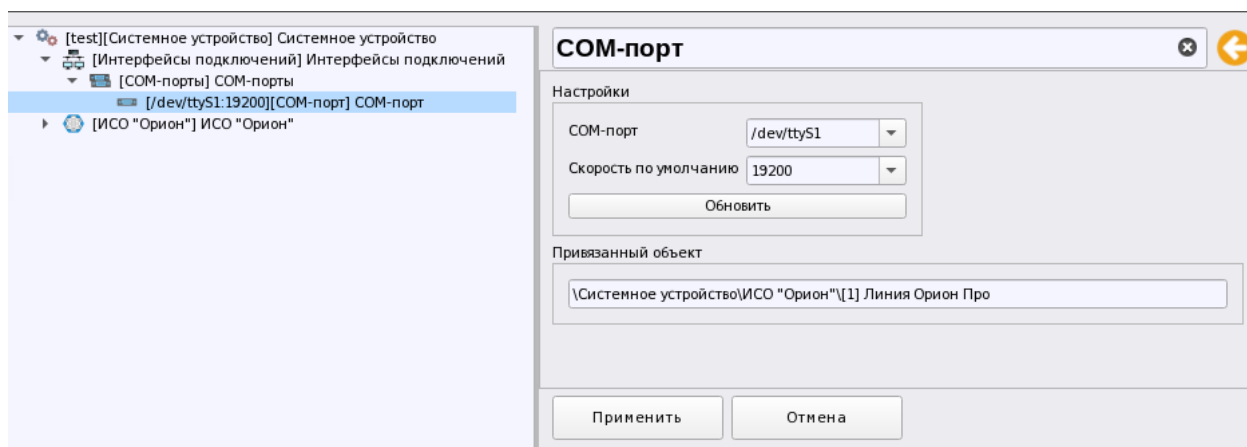 [test][Системное устройство] Системное устройство
[Интерфейсы подключений] Интерфейсы подключений
[COM-порты] COM-порты
[/dev/ttyS1:19200][COM-порт] COM-порт
[ИСО "Орион"] ИСО "Орион"
COM-порт
Настройки
COM-порт
/dev/ttyS1
Скорость по умолчанию
19200
Обновить
Привязанный объект
\Системное устройство\ИСО "Орион"\[1] Линия Орион Про
Применить
Отмена